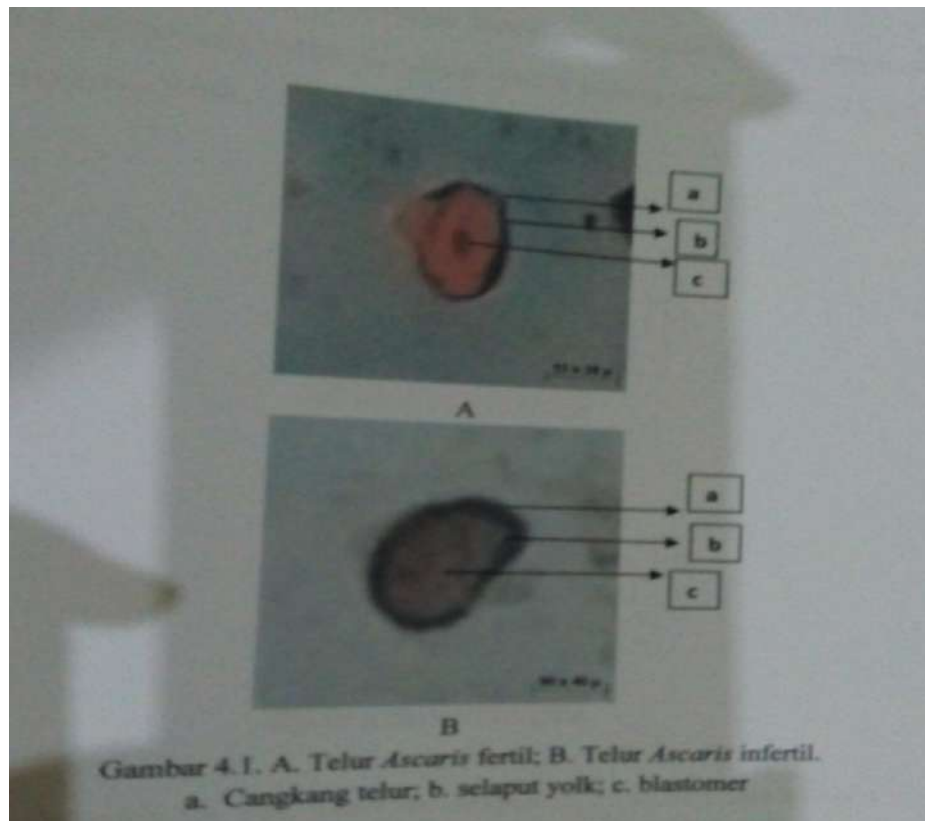 a
b
c
A
a
b
c
B
Gambar 4.1. A. Telur Ascaris fertil; B. Telur Ascaris infertil.
a. Cangkang telur; b. selaput yolk; c. blastomer